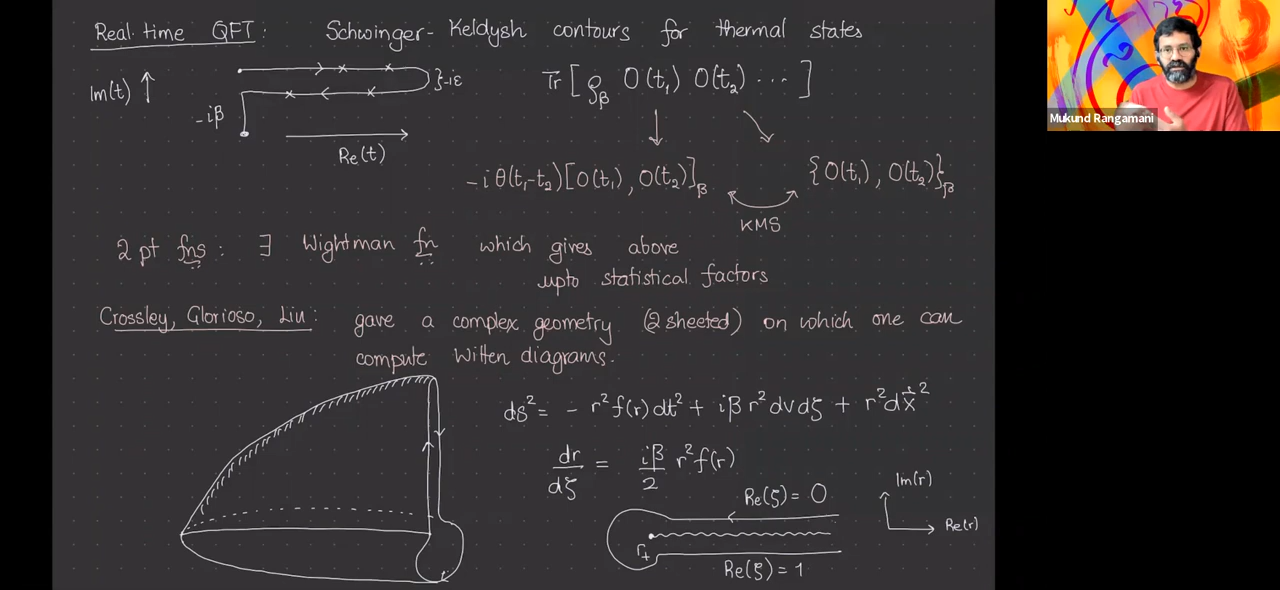 Real time QFT: Schwinger-Keldysh contours for thermal states
Im(t) ↑
}-iε
Tr [ρ_β O(t₁) O(t₂) ⋯ ]
-iβ
Re(t)
-i θ(t₁-t₂)[O(t₁), O(t₂)]_β
{O(t₁), O(t₂)}_β
KMS
2 pt fns: ∃ Wightman fn which gives above
upto statistical factors
Crossley, Glorioso, Liu: gave a complex geometry (2 sheeted) on which one can
compute Witten diagrams.
ds² = - r² f(r) dt² + iβ r² dv dζ + r² dx⃗²
dr/dζ = iβ/2 r² f(r)
Re(ζ) = 0
Im(r)
Re(r)
r₊
Re(ζ) = 1
Mukund Rangamani